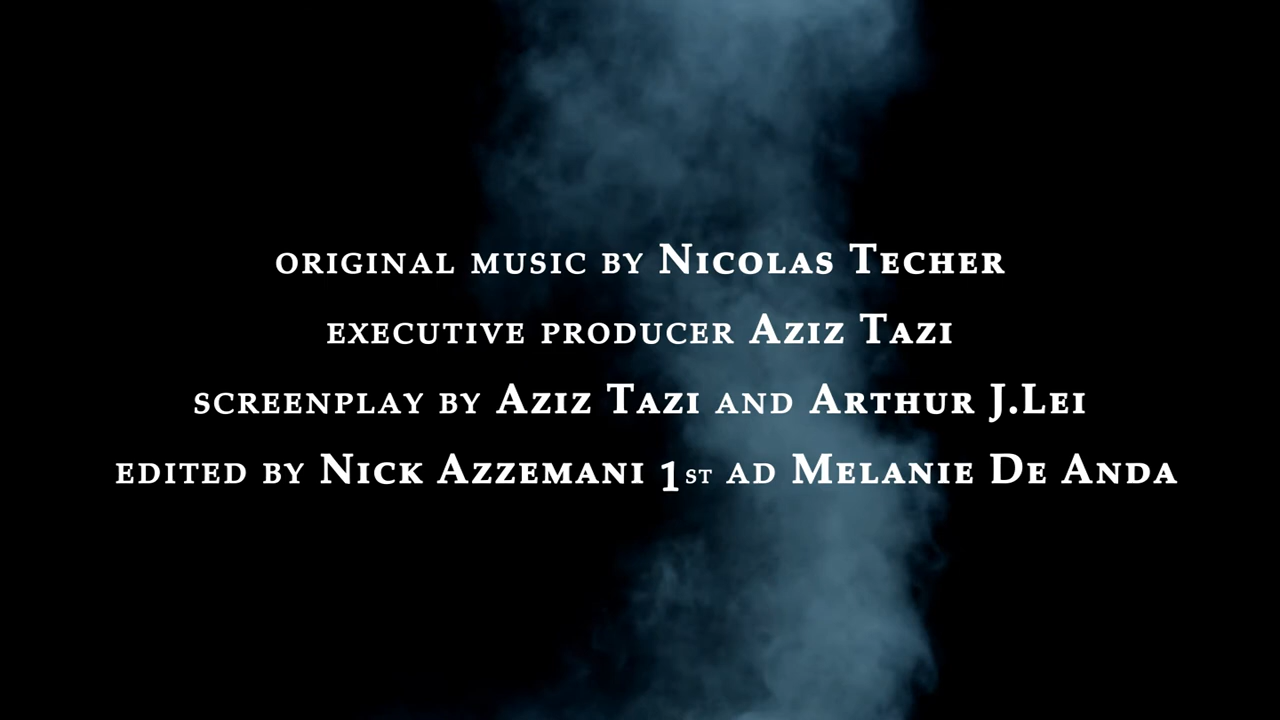 ORIGINAL MUSIC BY NICOLAS TECHER
EXECUTIVE PRODUCER AZIZ TAZI
SCREENPLAY BY AZIZ TAZI AND ARTHUR J.LEI
EDITED BY NICK AZZEMANI 1ST AD MELANIE DE ANDA